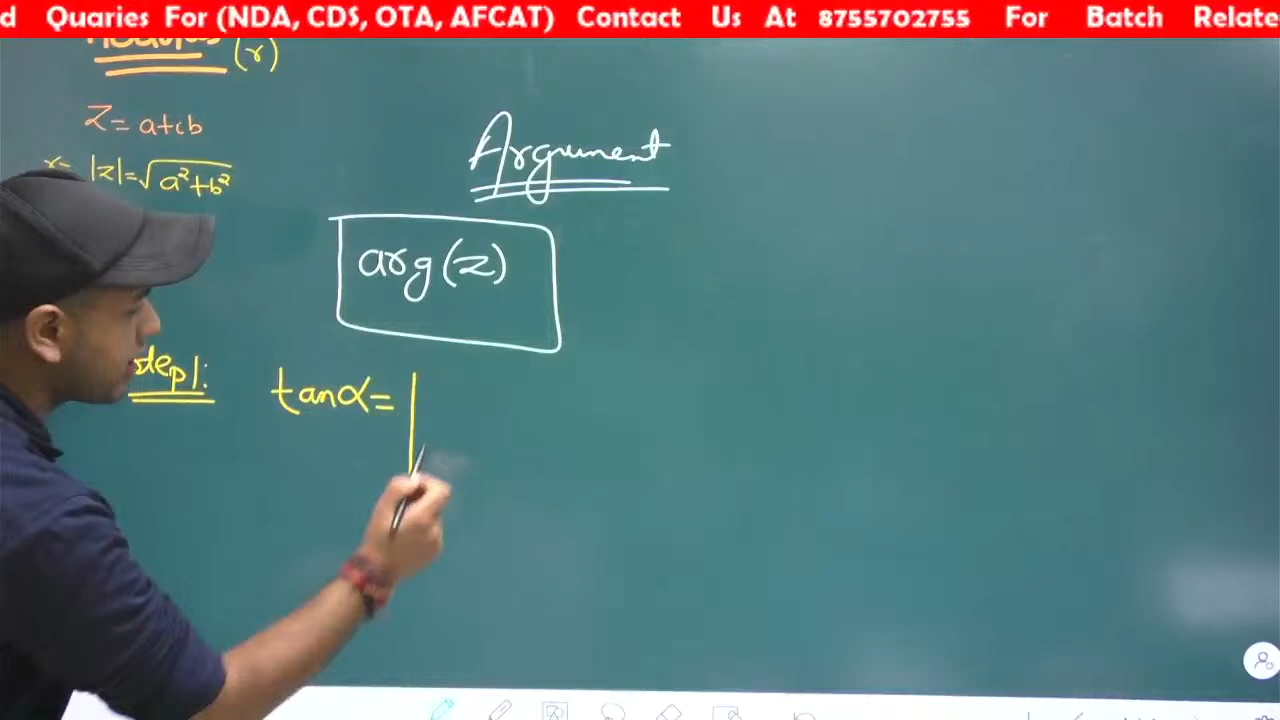 d Quaries For (NDA, CDS, OTA, AFCAT) Contact Us At 8755702755 For Batch Relate
(r)
Z = a+ib
|z| = √a²+b²
Argument
arg(z)
step1: tanα = |